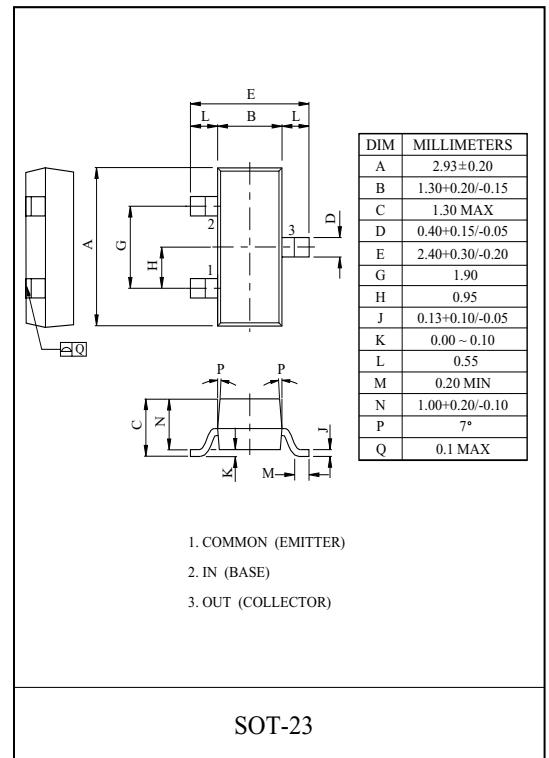 E
L B L
A
G
H
2
1
3
D
D Q
P P
C
N
K
M
J
DIM MILLIMETERS
A 2.93±0.20
B 1.30+0.20/-0.15
C 1.30 MAX
D 0.40+0.15/-0.05
E 2.40+0.30/-0.20
G 1.90
H 0.95
J 0.13+0.10/-0.05
K 0.00 ~ 0.10
L 0.55
M 0.20 MIN
N 1.00+0.20/-0.10
P 7°
Q 0.1 MAX
1. COMMON (EMITTER)
2. IN (BASE)
3. OUT (COLLECTOR)
SOT-23